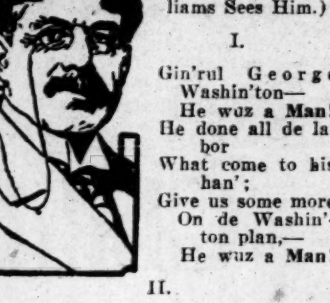 liams Sees Him.)
I.
Gin'rul George
Washin'ton—
He wuz a Man!
He done all de la
bor
What come to his
han';
Give us some more
On de Washin'-
ton plan,—
He wuz a Man!
II.